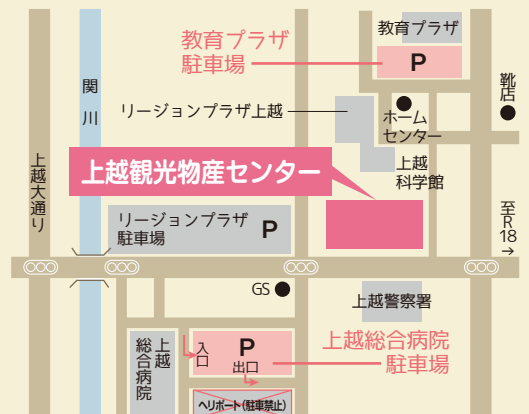 教育プラザ
教育プラザ
駐車場
P
関川
靴店
リージョンプラザ上越
ホーム
センター
上越大通り
上越観光物産センター
上越
科学館
リージョンプラザ
駐車場
P
至R18→
GS
上越警察署
上越
総合病院
入口
P
出口
上越総合病院
駐車場
ヘリポート(駐車禁止)